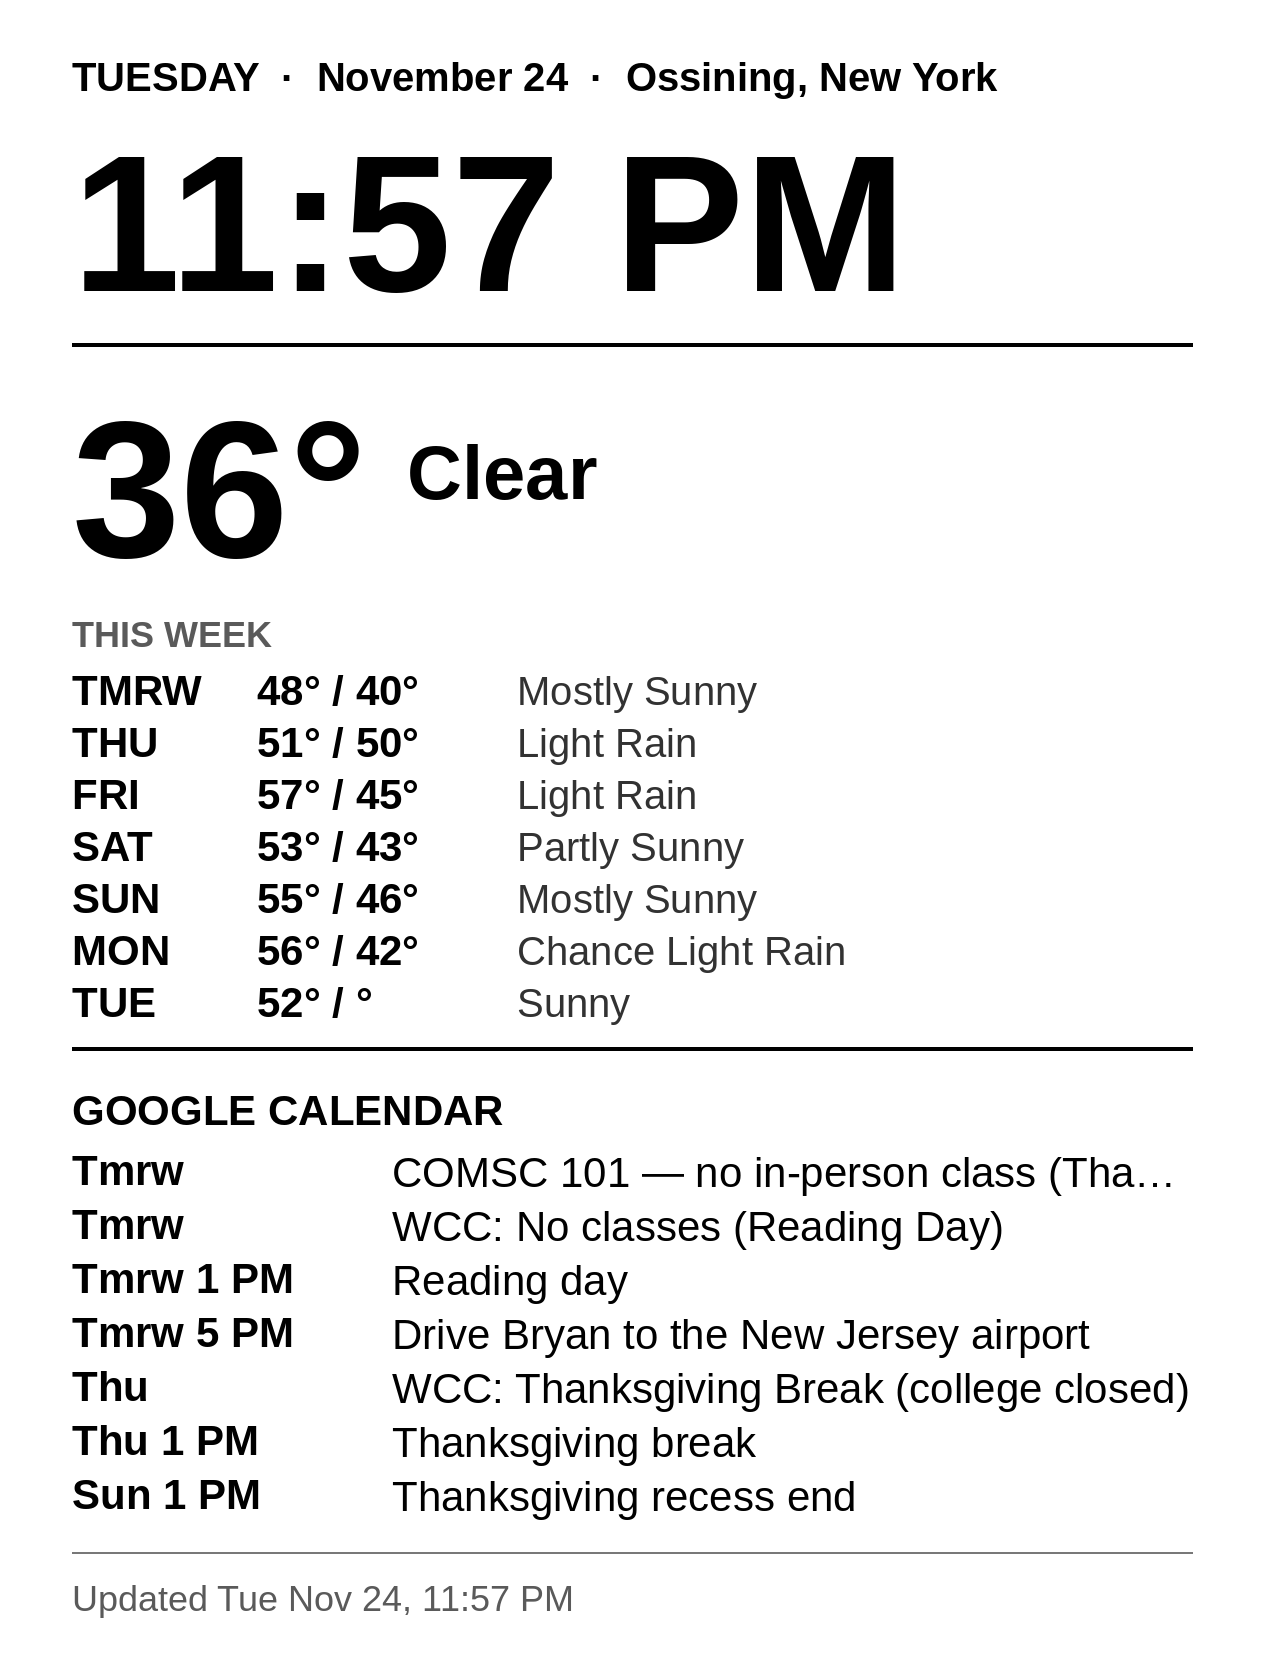 TUESDAY · November 24 · Ossining, New York
11:57 PM
36° Clear
THIS WEEK
TMRW 48° / 40° Mostly Sunny
THU 51° / 50° Light Rain
FRI 57° / 45° Light Rain
SAT 53° / 43° Partly Sunny
SUN 55° / 46° Mostly Sunny
MON 56° / 42° Chance Light Rain
TUE 52° / ° Sunny
GOOGLE CALENDAR
Tmrw COMSC 101 — no in-person class (Tha…
Tmrw WCC: No classes (Reading Day)
Tmrw 1 PM Reading day
Tmrw 5 PM Drive Bryan to the New Jersey airport
Thu WCC: Thanksgiving Break (college closed)
Thu 1 PM Thanksgiving break
Sun 1 PM Thanksgiving recess end
Updated Tue Nov 24, 11:57 PM